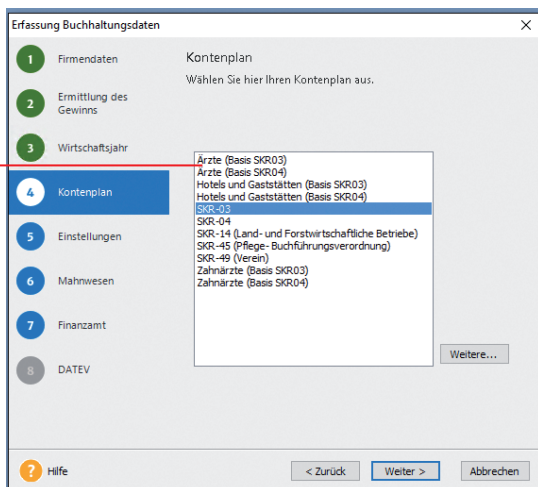 Erfassung Buchhaltungsdaten
1 Firmendaten
2 Ermittlung des
Gewinns
3 Wirtschaftsjahr
4 Kontenplan
5 Einstellungen
6 Mahnwesen
7 Finanzamt
8 DATEV
Kontenplan
Wählen Sie hier Ihren Kontenplan aus.
Ärzte (Basis SKR03)
Ärzte (Basis SKR04)
Hotels und Gaststätten (Basis SKR03)
Hotels und Gaststätten (Basis SKR04)
SKR-03
SKR-04
SKR-14 (Land- und Forstwirtschaftliche Betriebe)
SKR-45 (Pflege- Buchführungsverordnung)
SKR-49 (Verein)
Zahnärzte (Basis SKR03)
Zahnärzte (Basis SKR04)
Weitere...
? Hilfe
< Zurück
Weiter >
Abbrechen